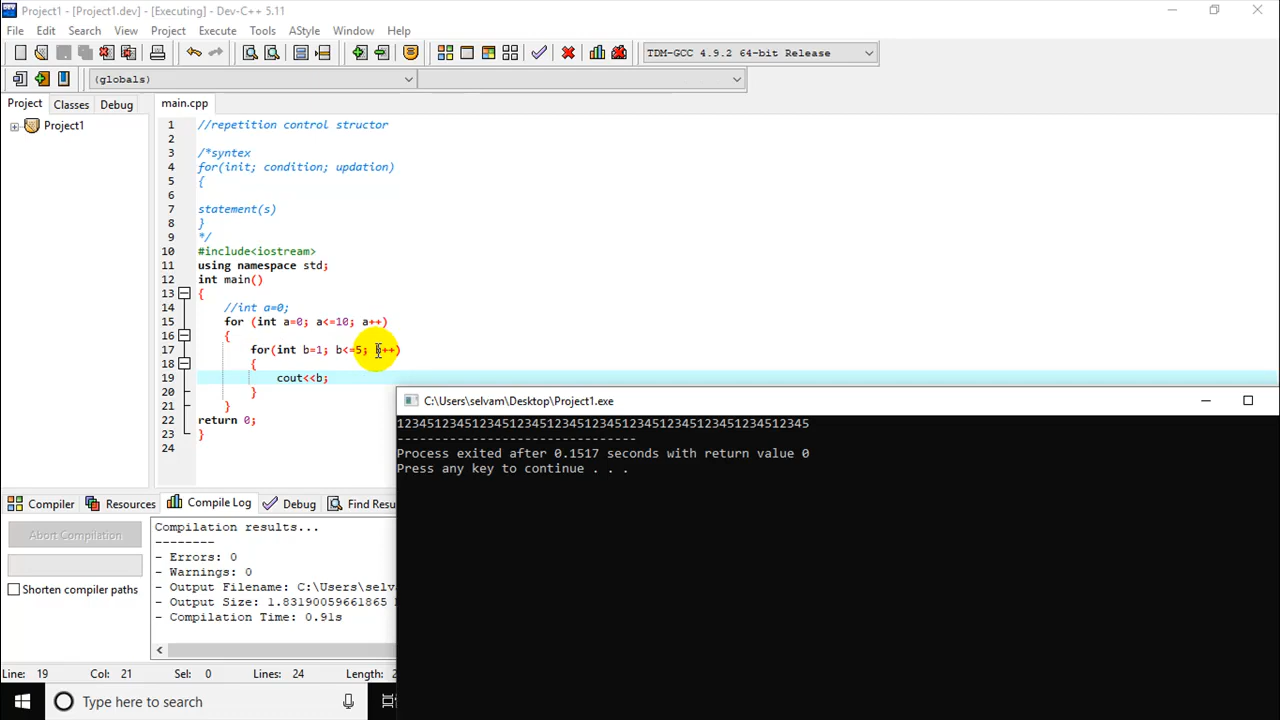 Project1 - [Project1.dev] - [Executing] - Dev-C++ 5.11
File Edit Search View Project Execute Tools AStyle Window Help
TDM-GCC 4.9.2 64-bit Release
(globals)
Project Classes Debug main.cpp
Project1
1 //repetition control structor
2
3 /*syntex
4 for(init; condition; updation)
5 {
6
7 statement(s)
8 }
9 */
10 #include<iostream>
11 using namespace std;
12 int main()
13 {
14 //int a=0;
15 for (int a=0; a<=10; a++)
16 {
17 for(int b=1; b<=5; b++)
18 {
19 cout<<b;
20 }
21 }
22 return 0;
23 }
24
C:\Users\selvam\Desktop\Project1.exe
1234512345123451234512345123451234512345123451234512345
--------------------------------
Process exited after 0.1517 seconds with return value 0
Press any key to continue . . .
Compiler Resources Compile Log Debug Find Resu
Abort Compilation
Shorten compiler paths
Compilation results...
--------
- Errors: 0
- Warnings: 0
- Output Filename: C:\Users\selva
- Output Size: 1.83190059661865
- Compilation Time: 0.91s
Line: 19 Col: 21 Sel: 0 Lines: 24 Length:
Type here to search